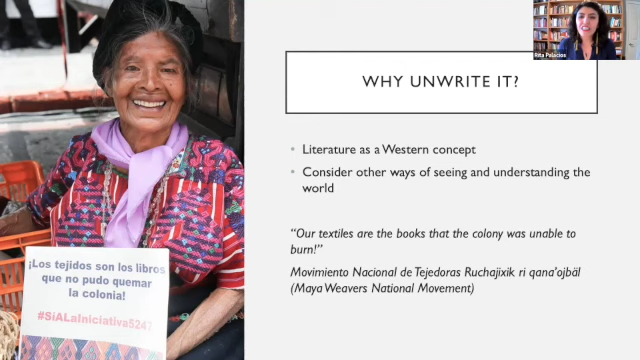 Rita Palacios
WHY UNWRITE IT?
• Literature as a Western concept
• Consider other ways of seeing and understanding the
world
“Our textiles are the books that the colony was unable to
burn!”
Movimiento Nacional de Tejedoras Ruchajixik ri qana’ojbäl
(Maya Weavers National Movement)
¡Los tejidos son los libros
que no pudo quemar
la colonia!
#SiALaIniciativa5247